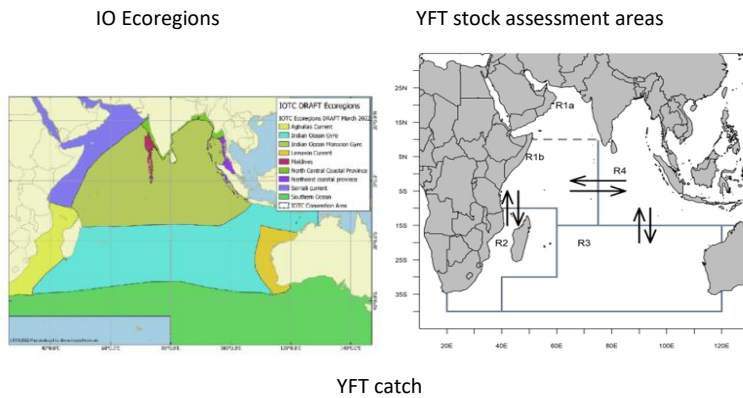 IO Ecoregions
YFT stock assessment areas
IOTC DRAFT Ecoregions
IOTC DRAFT Ecoregions
IOTC Ecoregions DRAFT March 2022
Agulhas Current
Indian Ocean Gyre
Indian Ocean Monsoon Gyre
Leeuwin Current
Maldives
North Central Coastal Province
Somali current
Southern Ocean
IOTC Convention Area
25N
15N
5N
5S
15S
25S
35S
R1a
R1b
R4
R2
R3
20E
40E
60E
80E
100E
120E
YFT catch